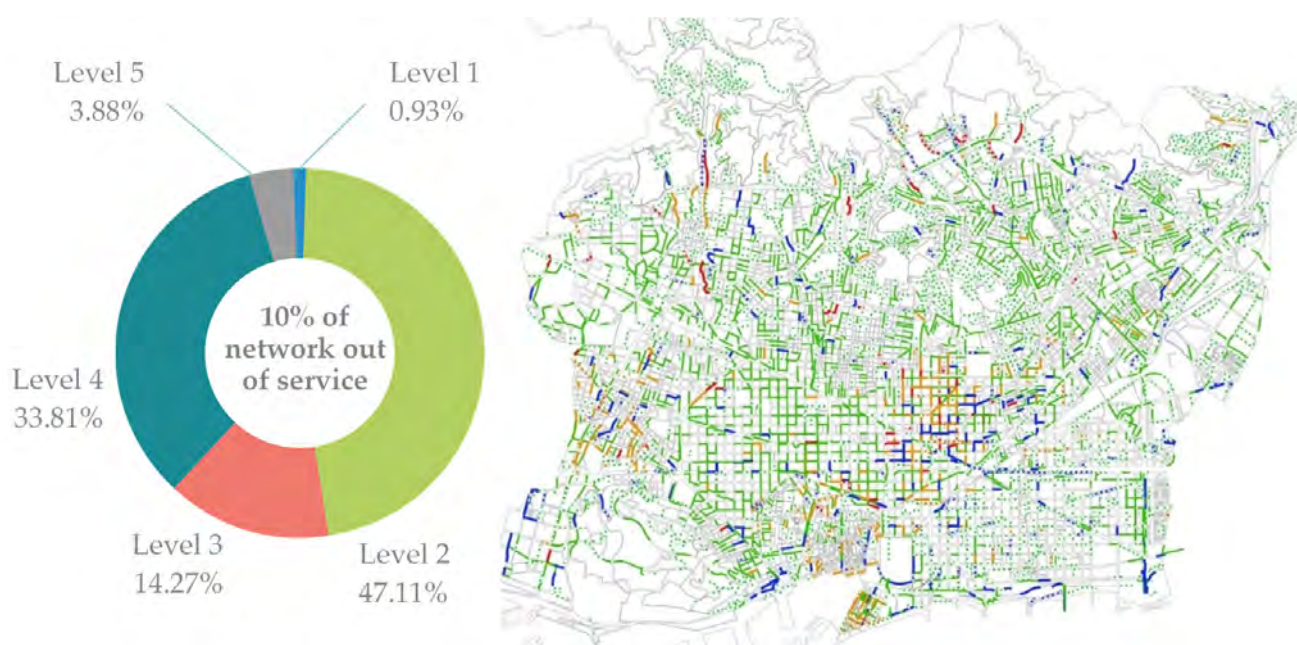 Level 5
3.88%
Level 1
0.93%
10% of
network out
of service
Level 4
33.81%
Level 3
14.27%
Level 2
47.11%